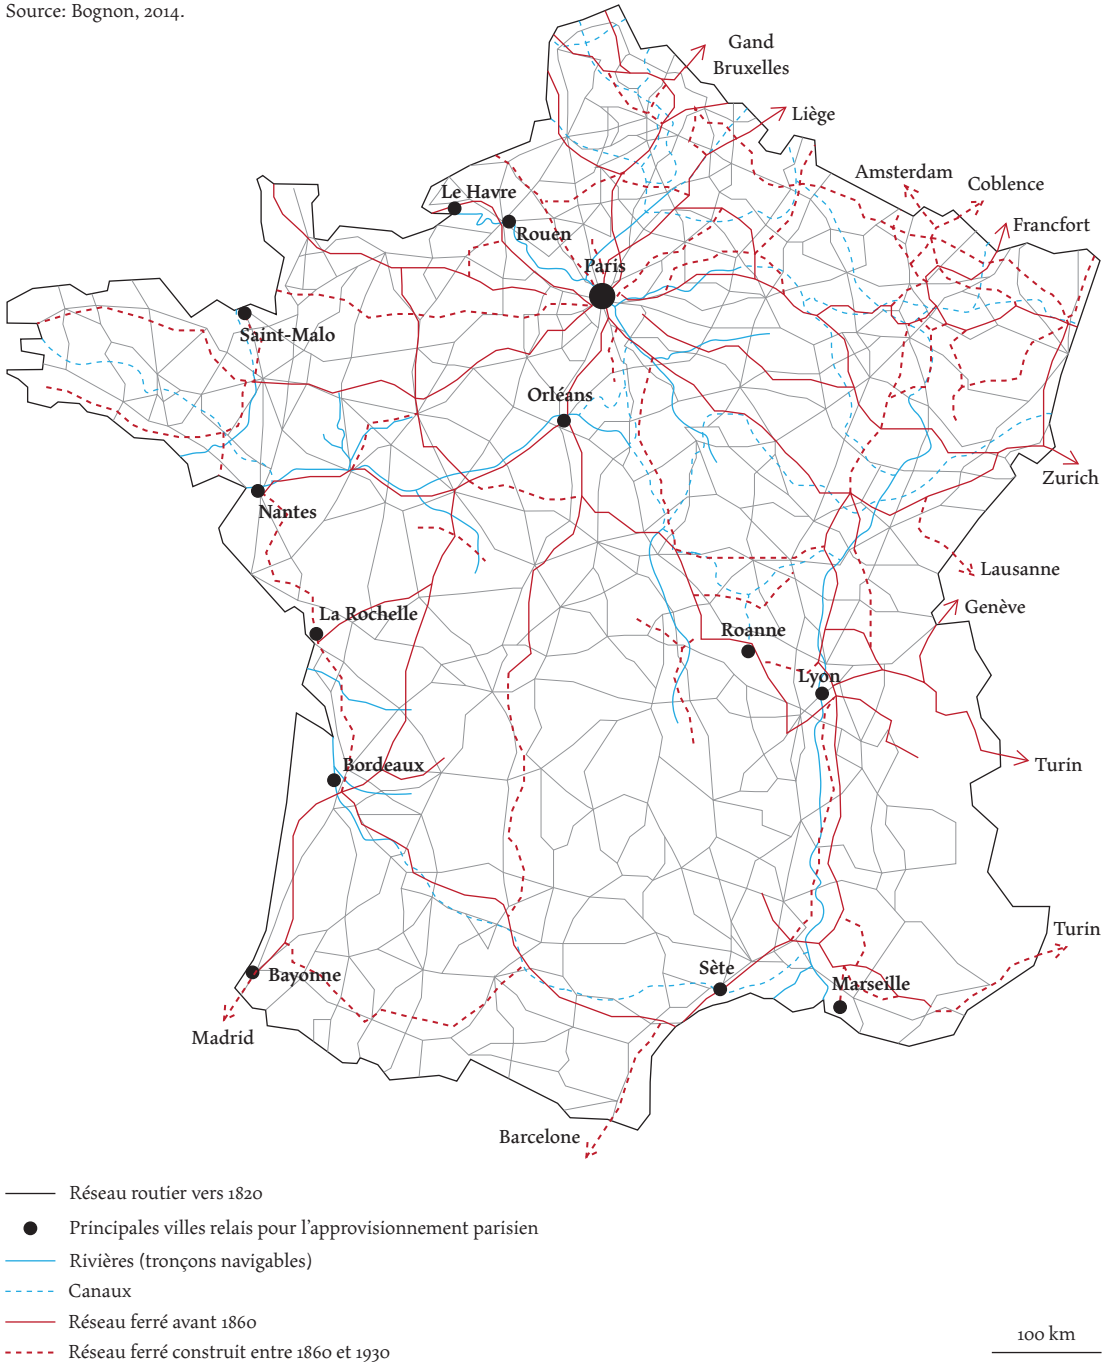 Source: Bognon, 2014.
Gand
Bruxelles
Liège
Amsterdam
Coblence
Le Havre
Francfort
Rouen
Paris
Saint-Malo
Orléans
Zurich
Nantes
Lausanne
Genève
La Rochelle
Roanne
Lyon
Bordeaux
Turin
Turin
Sète
Bayonne
Marseille
Madrid
Barcelone
Réseau routier vers 1820
Principales villes relais pour l'approvisionnement parisien
Rivières (tronçons navigables)
Canaux
Réseau ferré avant 1860
100 km
Réseau ferré construit entre 1860 et 1930